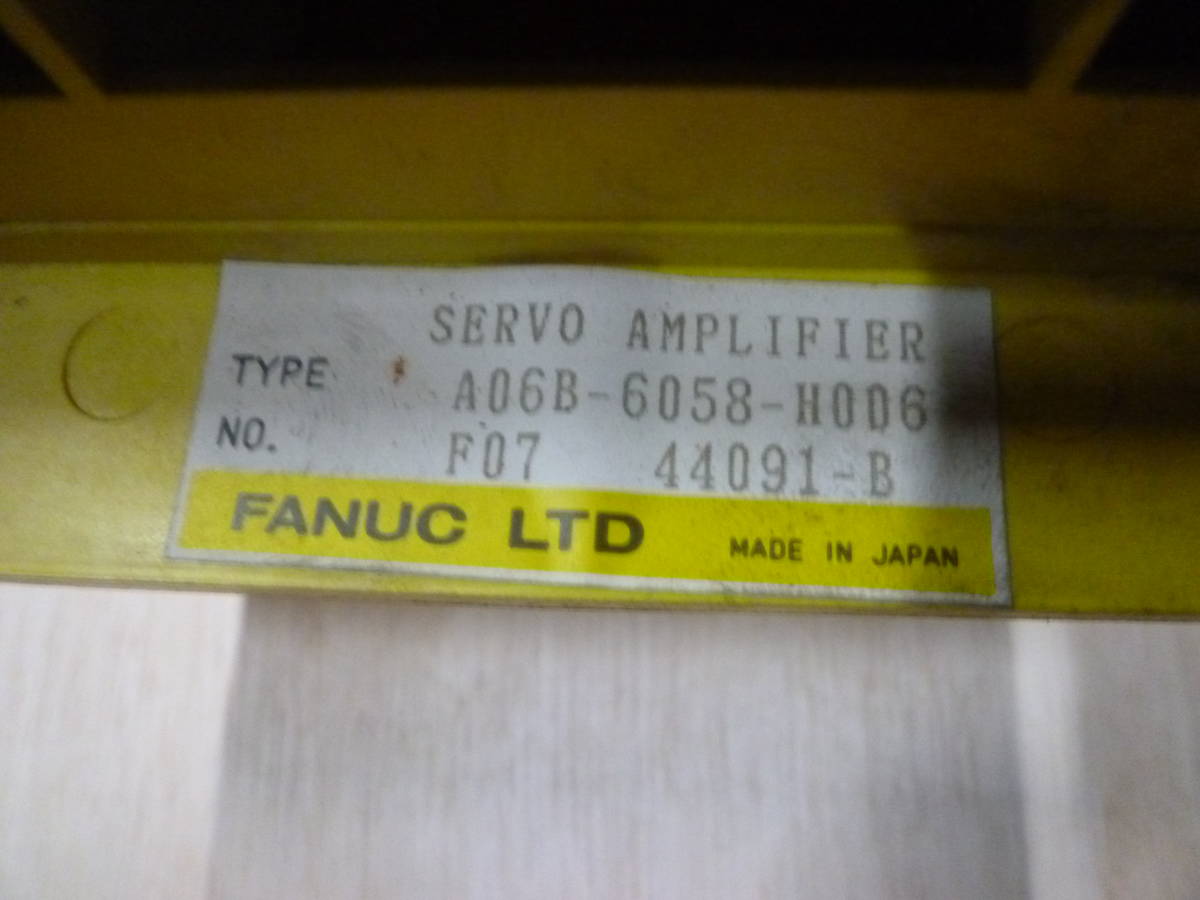 SERVO AMPLIFIER
TYPE A06B-6058-H006
NO. F07 44091-B
FANUC LTD MADE IN JAPAN